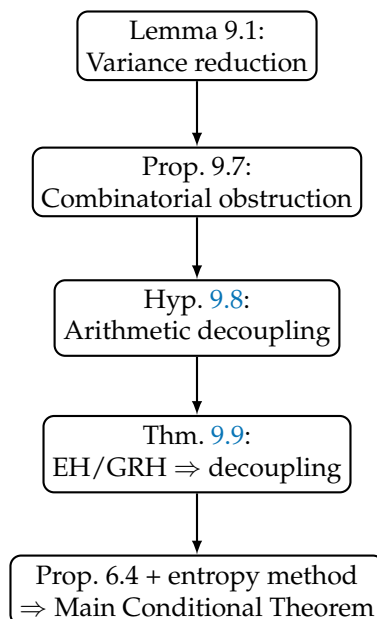 Lemma 9.1:
Variance reduction
Prop. 9.7:
Combinatorial obstruction
Hyp. 9.8:
Arithmetic decoupling
Thm. 9.9:
EH/GRH ⇒ decoupling
Prop. 6.4 + entropy method
⇒ Main Conditional Theorem